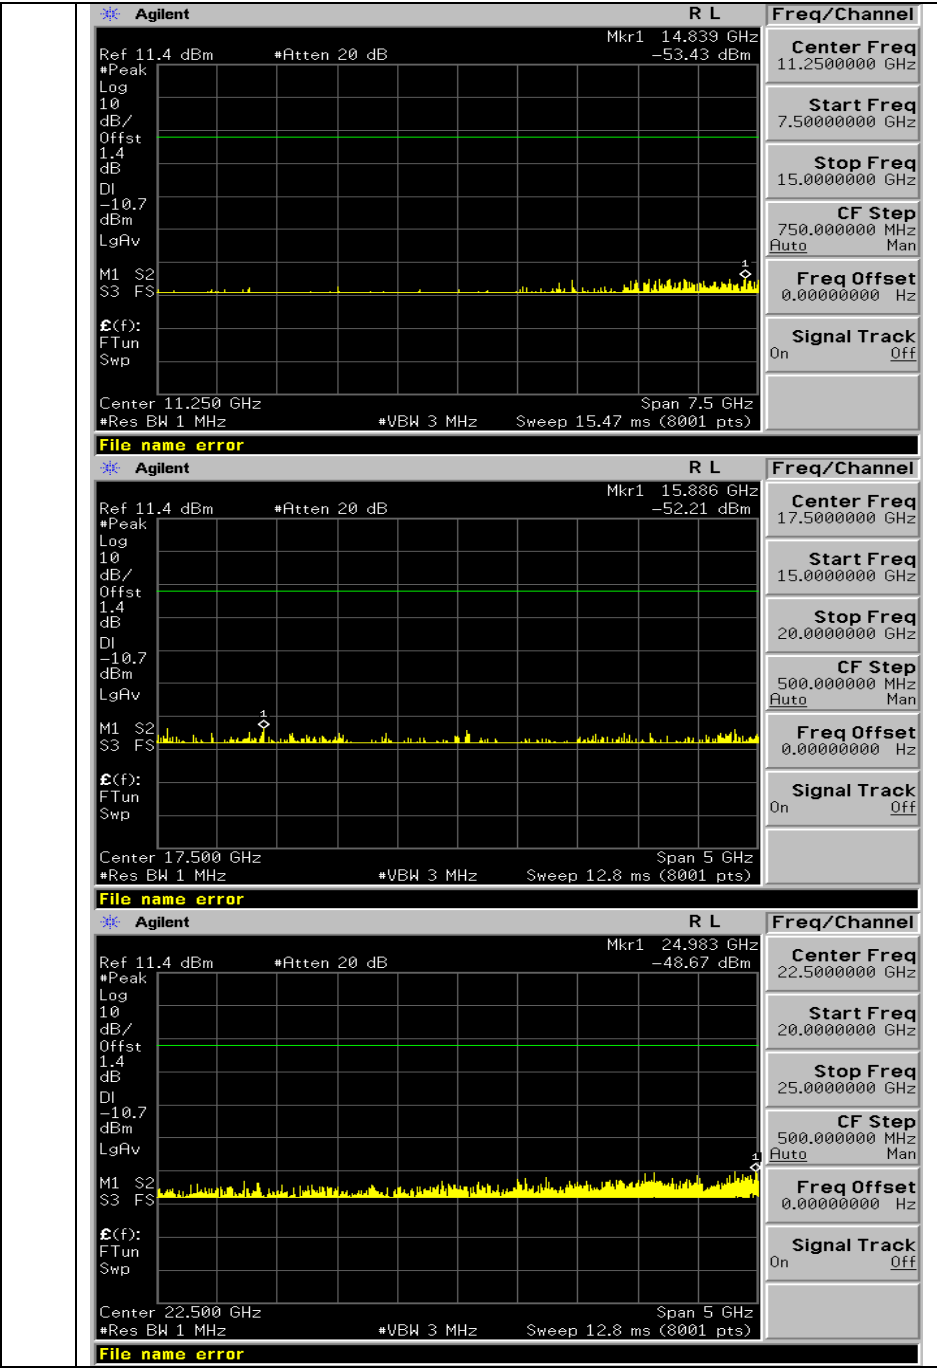 Agilent R L Freq/Channel
Mkr1 14.839 GHz
Ref 11.4 dBm #Atten 20 dB -53.43 dBm
#Peak
Log
10
dB/
Offst
1.4
dB
DI
-10.7
dBm
LgAv
M1 S2
S3 FS
1
£(f):
FTun
Swp
Center 11.250 GHz Span 7.5 GHz
#Res BW 1 MHz #VBW 3 MHz Sweep 15.47 ms (8001 pts)
File name error
Center Freq
11.2500000 GHz
Start Freq
7.50000000 GHz
Stop Freq
15.0000000 GHz
CF Step
750.000000 MHz
Auto Man
Freq Offset
0.00000000 Hz
Signal Track
On Off
Agilent R L Freq/Channel
Mkr1 15.886 GHz
Ref 11.4 dBm #Atten 20 dB -52.21 dBm
#Peak
Log
10
dB/
Offst
1.4
dB
DI
-10.7
dBm
LgAv
1
M1 S2
S3 FS
£(f):
FTun
Swp
Center 17.500 GHz Span 5 GHz
#Res BW 1 MHz #VBW 3 MHz Sweep 12.8 ms (8001 pts)
File name error
Center Freq
17.5000000 GHz
Start Freq
15.0000000 GHz
Stop Freq
20.0000000 GHz
CF Step
500.000000 MHz
Auto Man
Freq Offset
0.00000000 Hz
Signal Track
On Off
Agilent R L Freq/Channel
Mkr1 24.983 GHz
Ref 11.4 dBm #Atten 20 dB -48.67 dBm
#Peak
Log
10
dB/
Offst
1.4
dB
DI
-10.7
dBm
LgAv
1
M1 S2
S3 FS
£(f):
FTun
Swp
Center 22.500 GHz Span 5 GHz
#Res BW 1 MHz #VBW 3 MHz Sweep 12.8 ms (8001 pts)
File name error
Center Freq
22.5000000 GHz
Start Freq
20.0000000 GHz
Stop Freq
25.0000000 GHz
CF Step
500.000000 MHz
Auto Man
Freq Offset
0.00000000 Hz
Signal Track
On Off